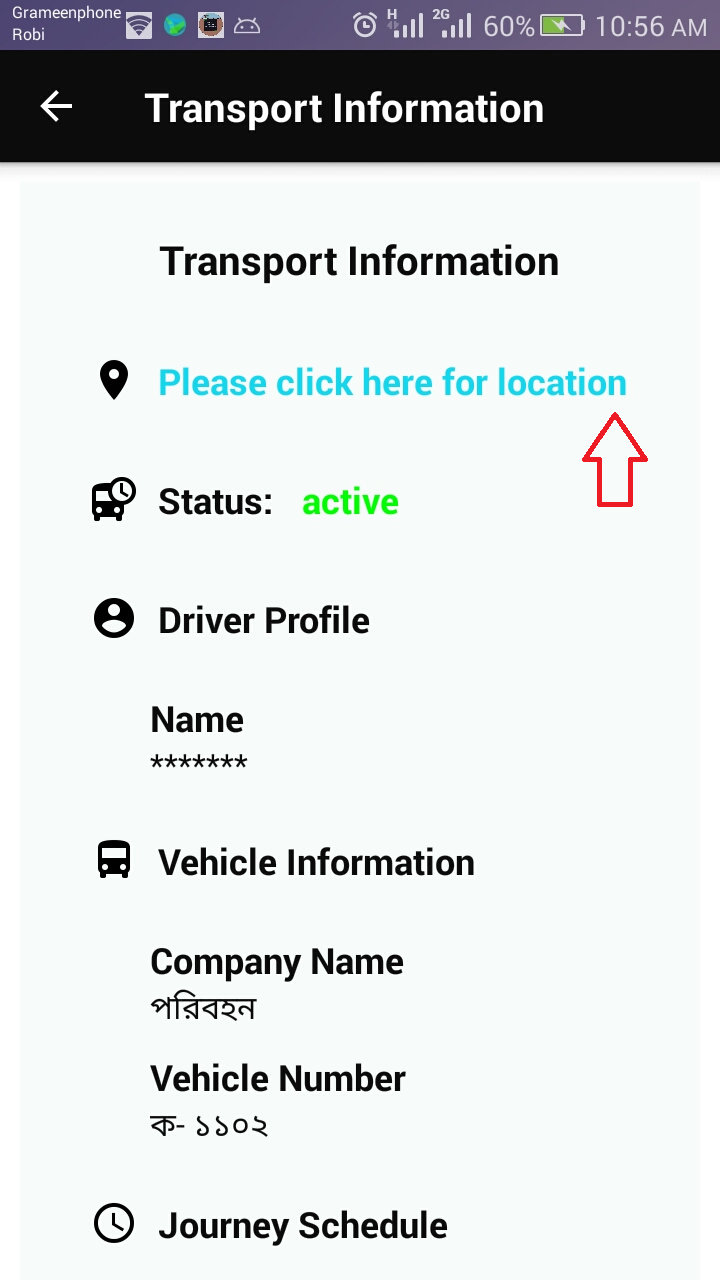 Grameenphone
Robi
H
2G
60%
10:56 AM
Transport Information
Transport Information
Please click here for location
Status: active
Driver Profile
Name
*******
Vehicle Information
Company Name
পরিবহন
Vehicle Number
ক- ১১০২
Journey Schedule